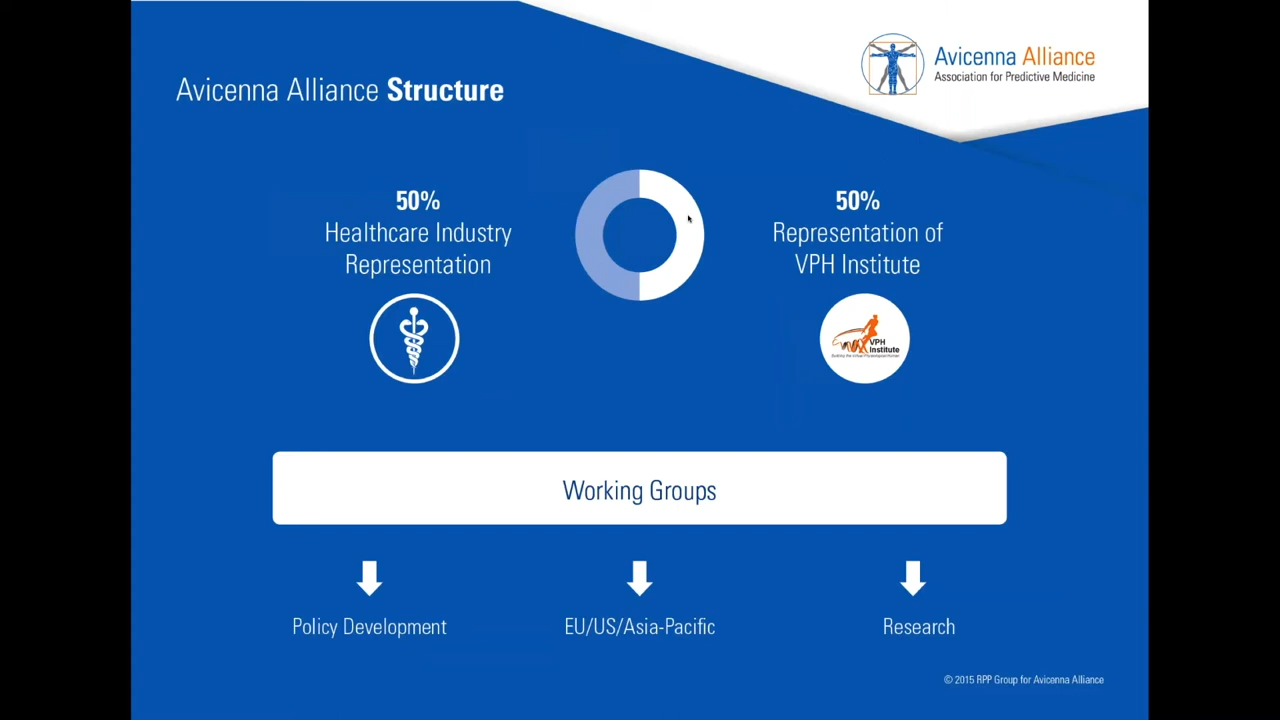 Avicenna Alliance
Association for Predictive Medicine
Avicenna Alliance Structure
50%
Healthcare Industry
Representation
50%
Representation of
VPH Institute
VPH
Institute
Working Groups
Policy Development
EU/US/Asia-Pacific
Research
© 2015 RPP Group for Avicenna Alliance